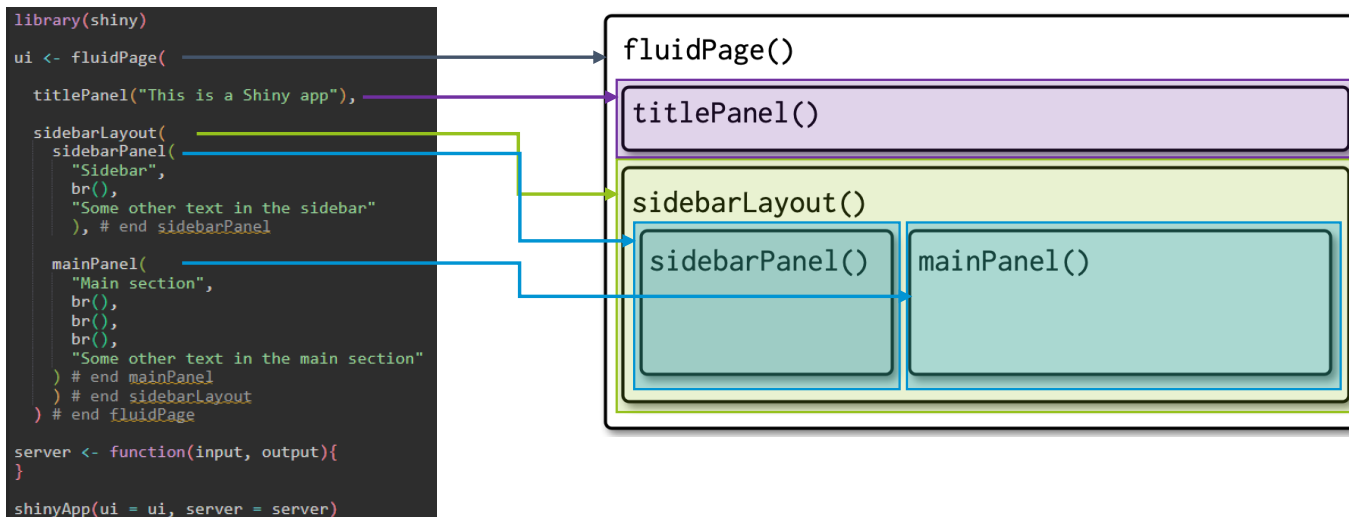 library(shiny)
ui <- fluidPage(
titlePanel("This is a Shiny app"),
sidebarLayout(
sidebarPanel(
"Sidebar",
br(),
"Some other text in the sidebar"
), # end sidebarPanel
mainPanel(
"Main section",
br(),
br(),
br(),
"Some other text in the main section"
) # end mainPanel
) # end sidebarLayout
) # end fluidPage
server <- function(input, output){
}
shinyApp(ui = ui, server = server)
fluidPage()
titlePanel()
sidebarLayout()
sidebarPanel()
mainPanel()